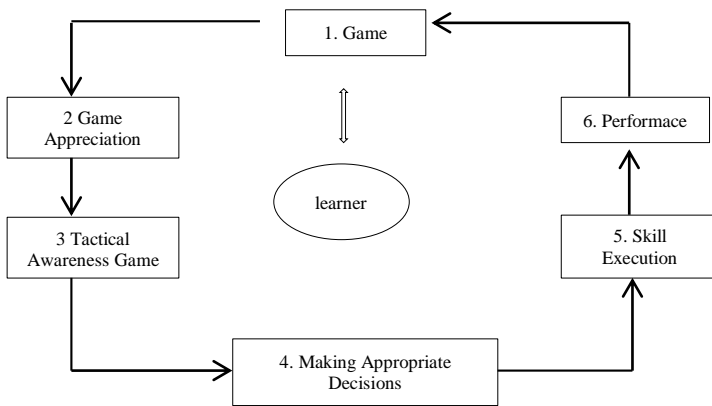 1. Game
2 Game
Appreciation
6. Performace
learner
3 Tactical
Awareness Game
5. Skill
Execution
4. Making Appropriate
Decisions